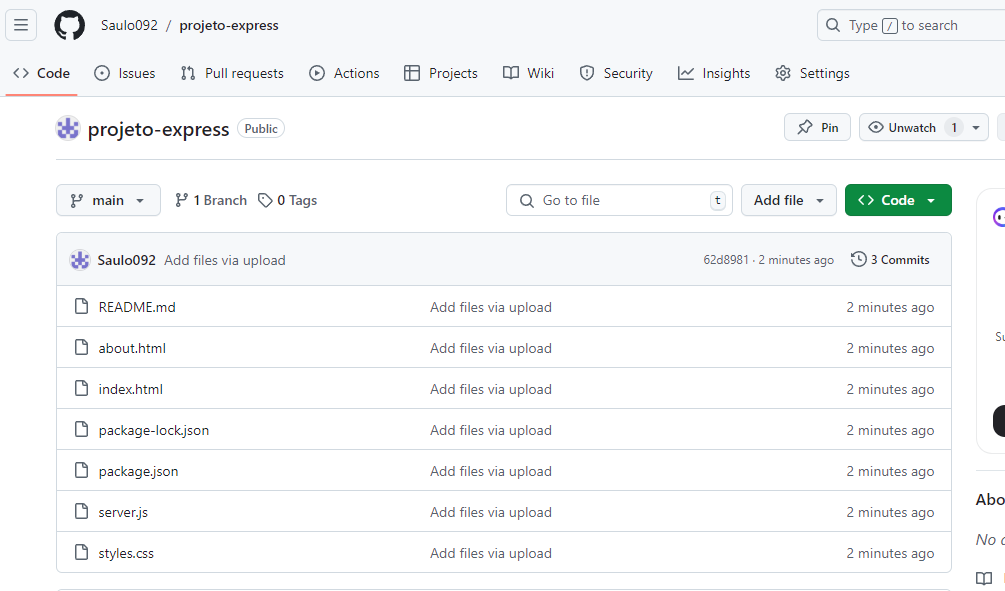 Saulo092 / projeto-express
Type / to search
Code Issues Pull requests Actions Projects Wiki Security Insights Settings
projeto-express Public
Pin Unwatch 1
main 1 Branch 0 Tags Go to file t Add file Code
Saulo092 Add files via upload 62d8981 · 2 minutes ago 3 Commits
README.md Add files via upload 2 minutes ago
about.html Add files via upload 2 minutes ago
index.html Add files via upload 2 minutes ago
package-lock.json Add files via upload 2 minutes ago
package.json Add files via upload 2 minutes ago
server.js Add files via upload 2 minutes ago
styles.css Add files via upload 2 minutes ago
Su
Abo
No